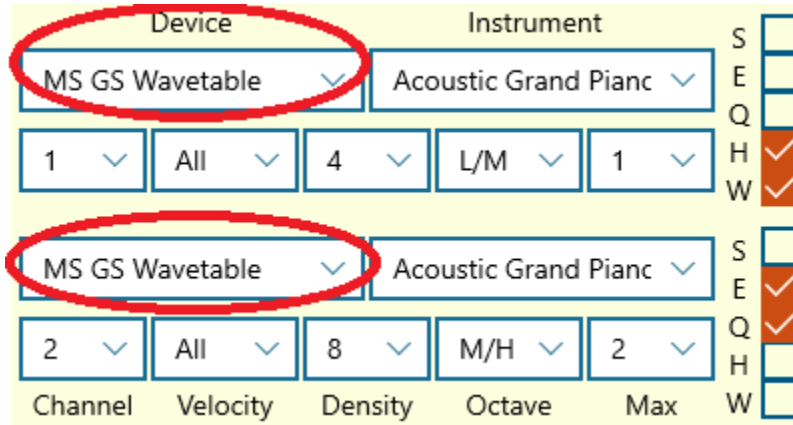 Device Instrument
MS GS Wavetable Acoustic Grand Pianc
1 All 4 L/M 1
S
E
Q
H
W
MS GS Wavetable Acoustic Grand Pianc
2 All 8 M/H 2
S
E
Q
H
W
Channel Velocity Density Octave Max